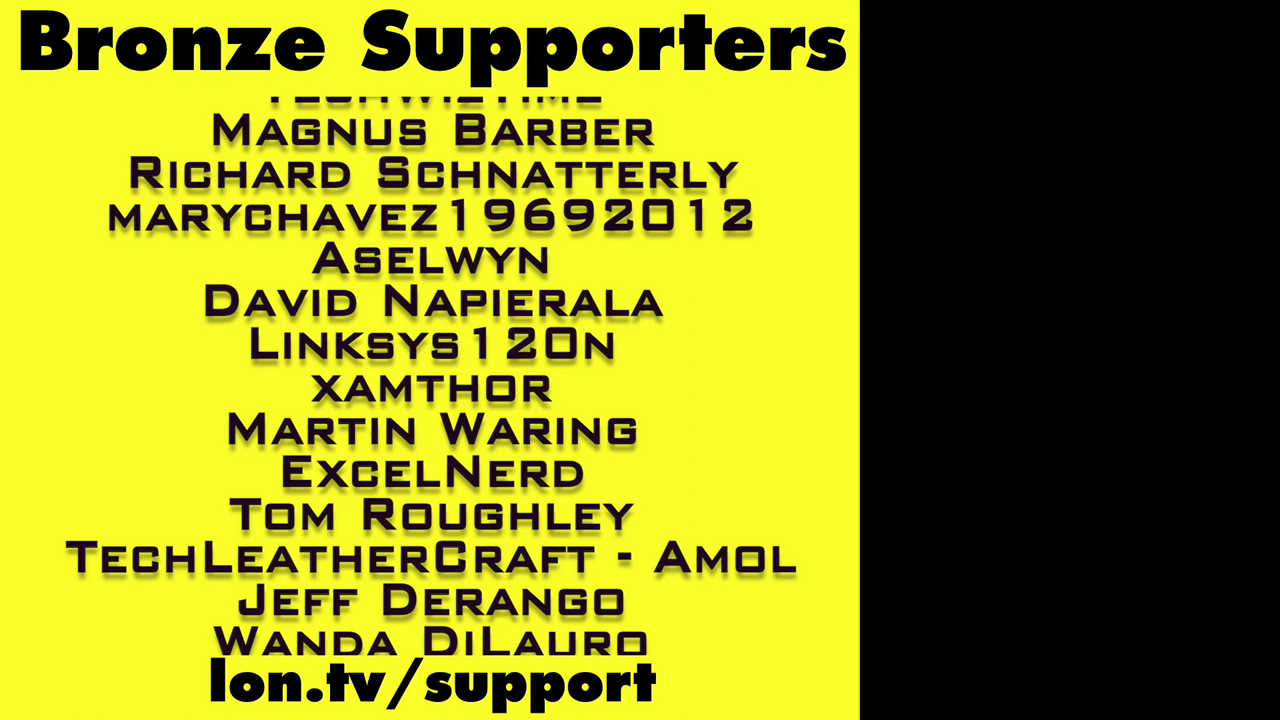 Bronze Supporters
Magnus Barber
Richard Schnatterly
marychavez19692012
Aselwyn
David Napierala
Linksys120n
xamthor
Martin Waring
ExcelNerd
Tom Roughley
TechLeatherCraft - Amol
Jeff Derango
Wanda DiLauro
lon.tv/support